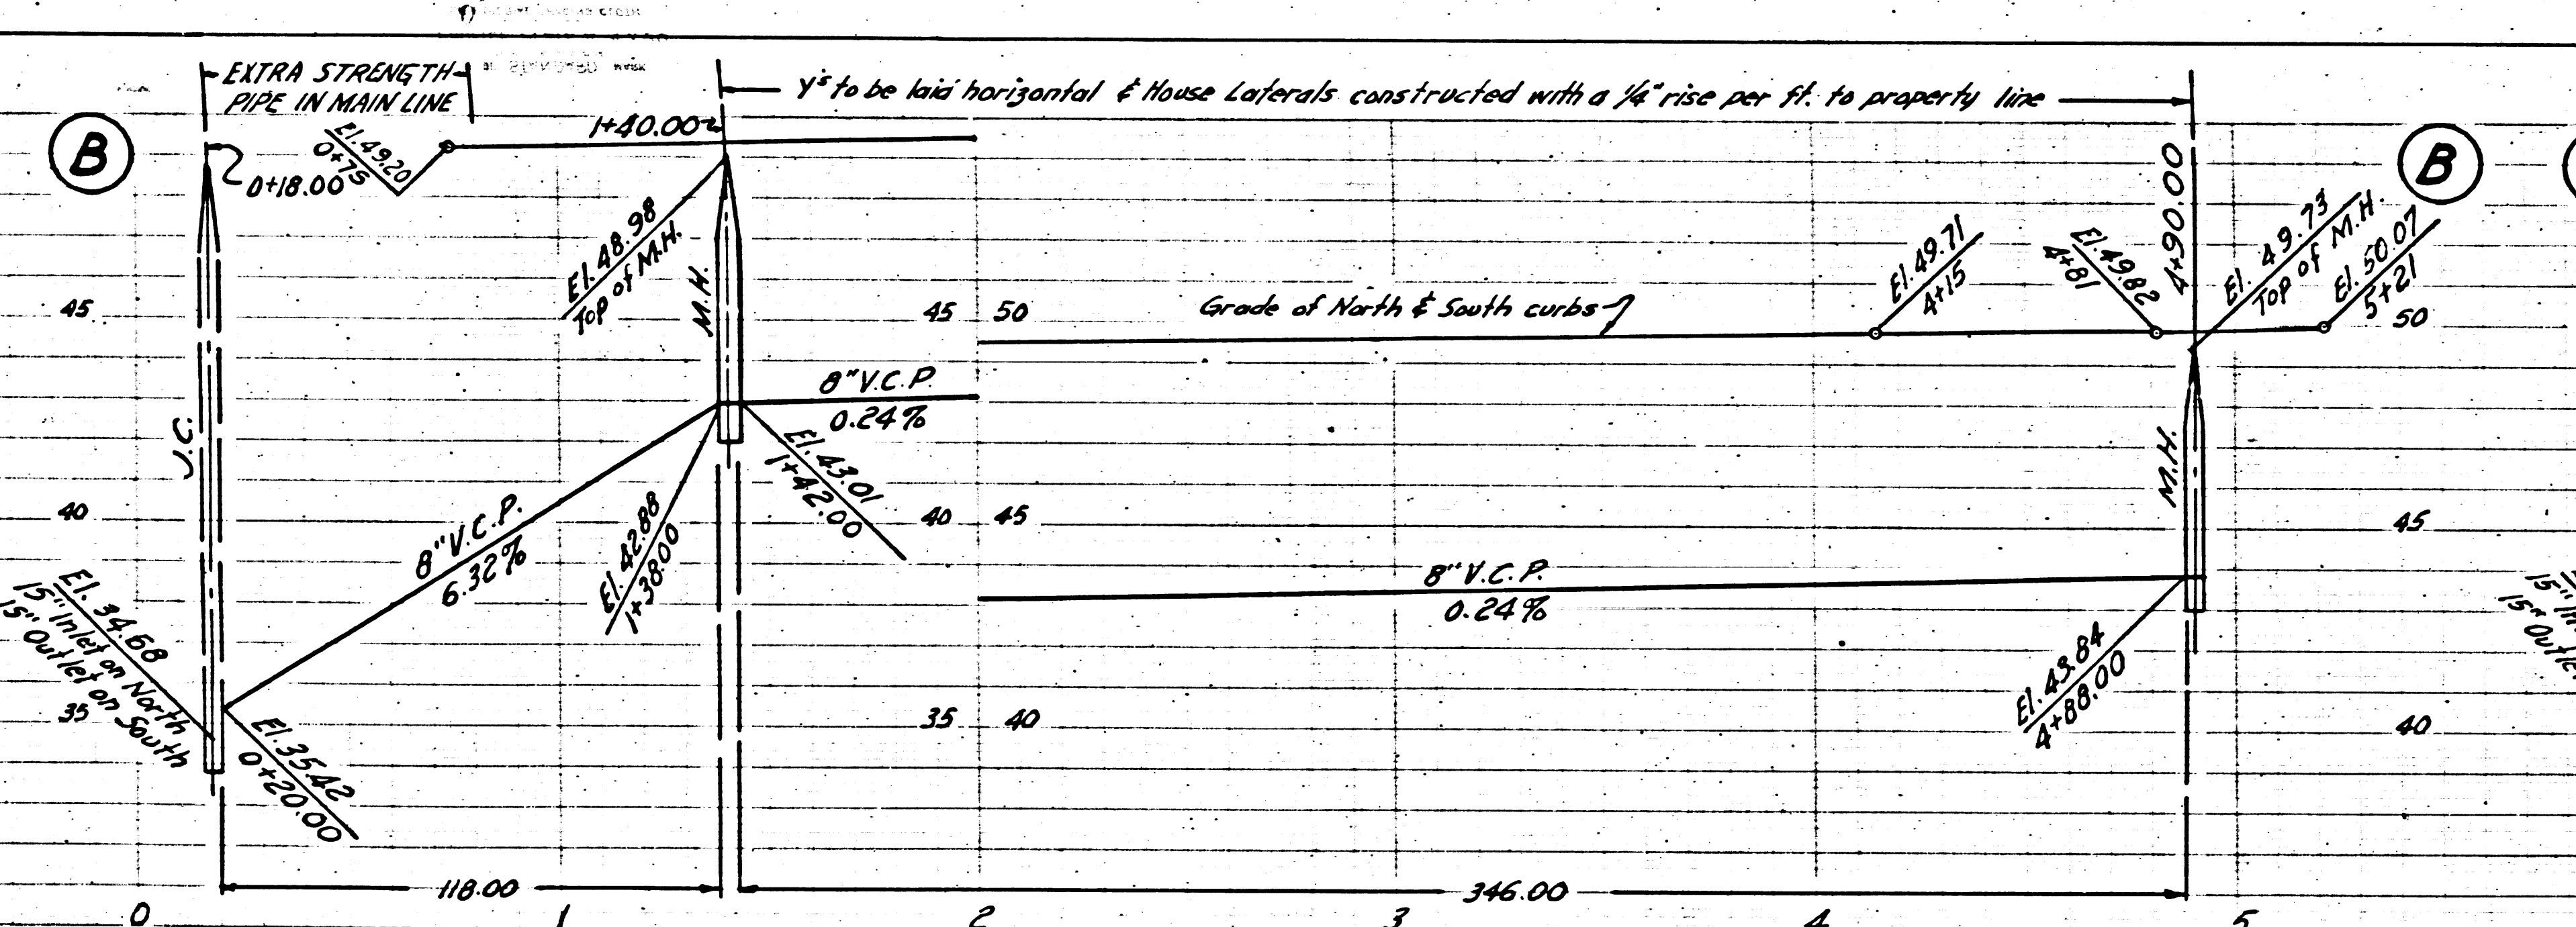 EXTRA STRENGTH
PIPE IN MAIN LINE
STANDARD
Y's to be laid horizontal & House Laterals constructed with a 1/4" rise per ft. to property line
B
0+18.00
El. 49.20
0+75
1+40.00
El. 48.98
Top of M.H.
M.H.
J.C.
4+90.00
B
El. 49.71
4+15
El. 49.82
4+81
El. 49.73
Top of M.H.
El. 50.07
5+21
45
45
50
Grade of North & South curbs
50
8" V.C.P.
0.24%
El. 43.01
1+42.00
M.H.
40
8" V.C.P.
6.32%
El. 42.88
1+38.00
40
45
45
8" V.C.P.
0.24%
El. 34.68
15" Inlet on North
15" Outlet on South
El. 43.84
4+88.00
35
El. 35.42
0+20.00
35
40
40
118.00
346.00
0
1
2
3
4
5